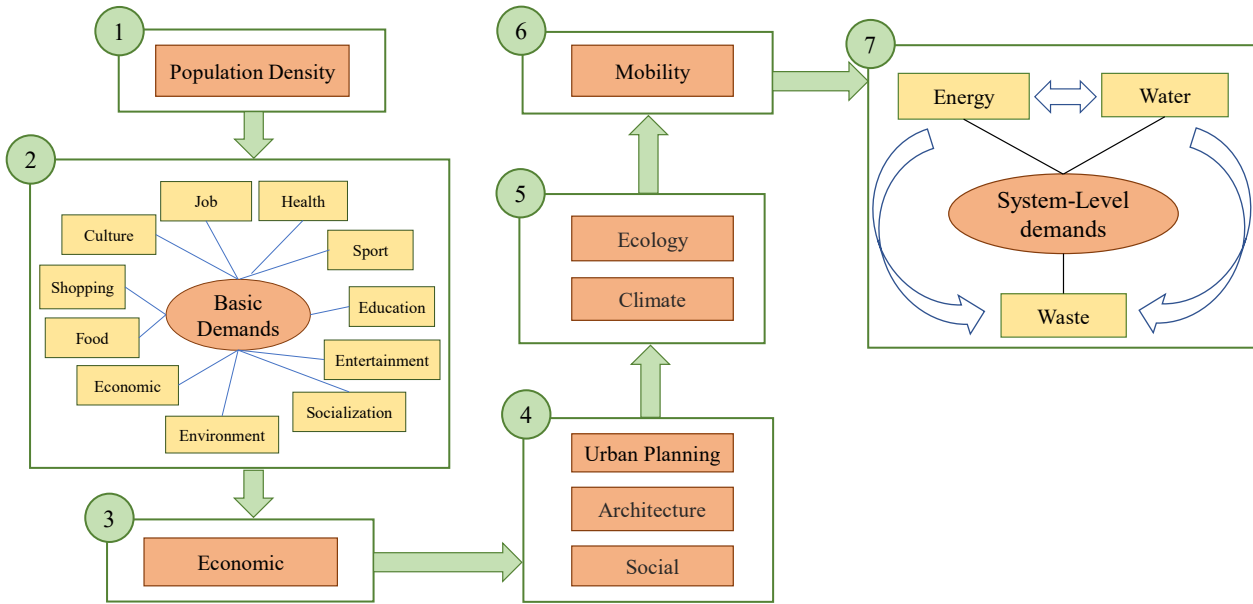 1
Population Density
2
Job
Health
Culture
Sport
Shopping
Basic
Demands
Education
Food
Entertainment
Economic
Socialization
Environment
3
Economic
4
Urban Planning
Architecture
Social
5
Ecology
Climate
6
Mobility
7
Energy
Water
System-Level
demands
Waste